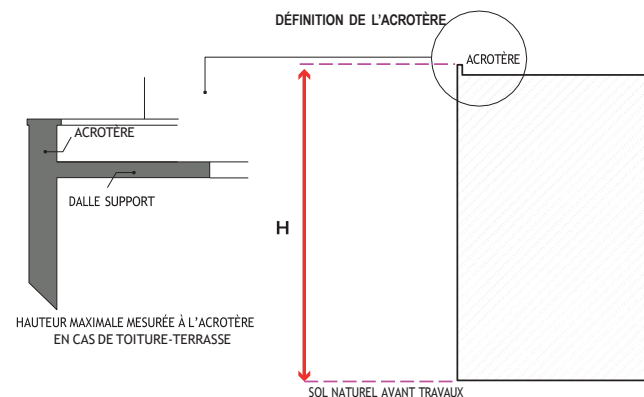 DÉFINITION DE L'ACROTÈRE
ACROTÈRE
ACROTÈRE
DALLE SUPPORT
H
HAUTEUR MAXIMALE MESURÉE À L'ACROTÈRE
EN CAS DE TOITURE-TERRASSE
SOL NATUREL AVANT TRAVAUX